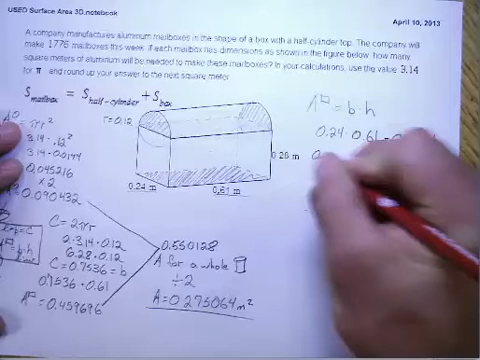 USED Surface Area 3D.notebook
April 10, 2013
A company manufactures aluminum mailboxes in the shape of a box with a half-cylinder top. The company will
make 1776 mailboxes this week. If each mailbox has dimensions as shown in the figure below, how many
square meters of aluminum will be needed to make these mailboxes? In your calculations, use the value 3.14
for π and round up your answer to the next square meter.
S mailbox = S half-cylinder + S box
r=0.12
0.26 m
0.24 m
0.61 m
A▭ = b·h
0.24·0.61
πr²
3.14·.12²
3.14·0.0144
0.045216
x 2
0.090432
C=2πr
2·3.14·0.12
6.28·0.12
C=0.7536=b
0.7536·0.61
A▭=0.459696
b=C
=b·h
0.550128
A for a whole
÷2
A=0.275064m²